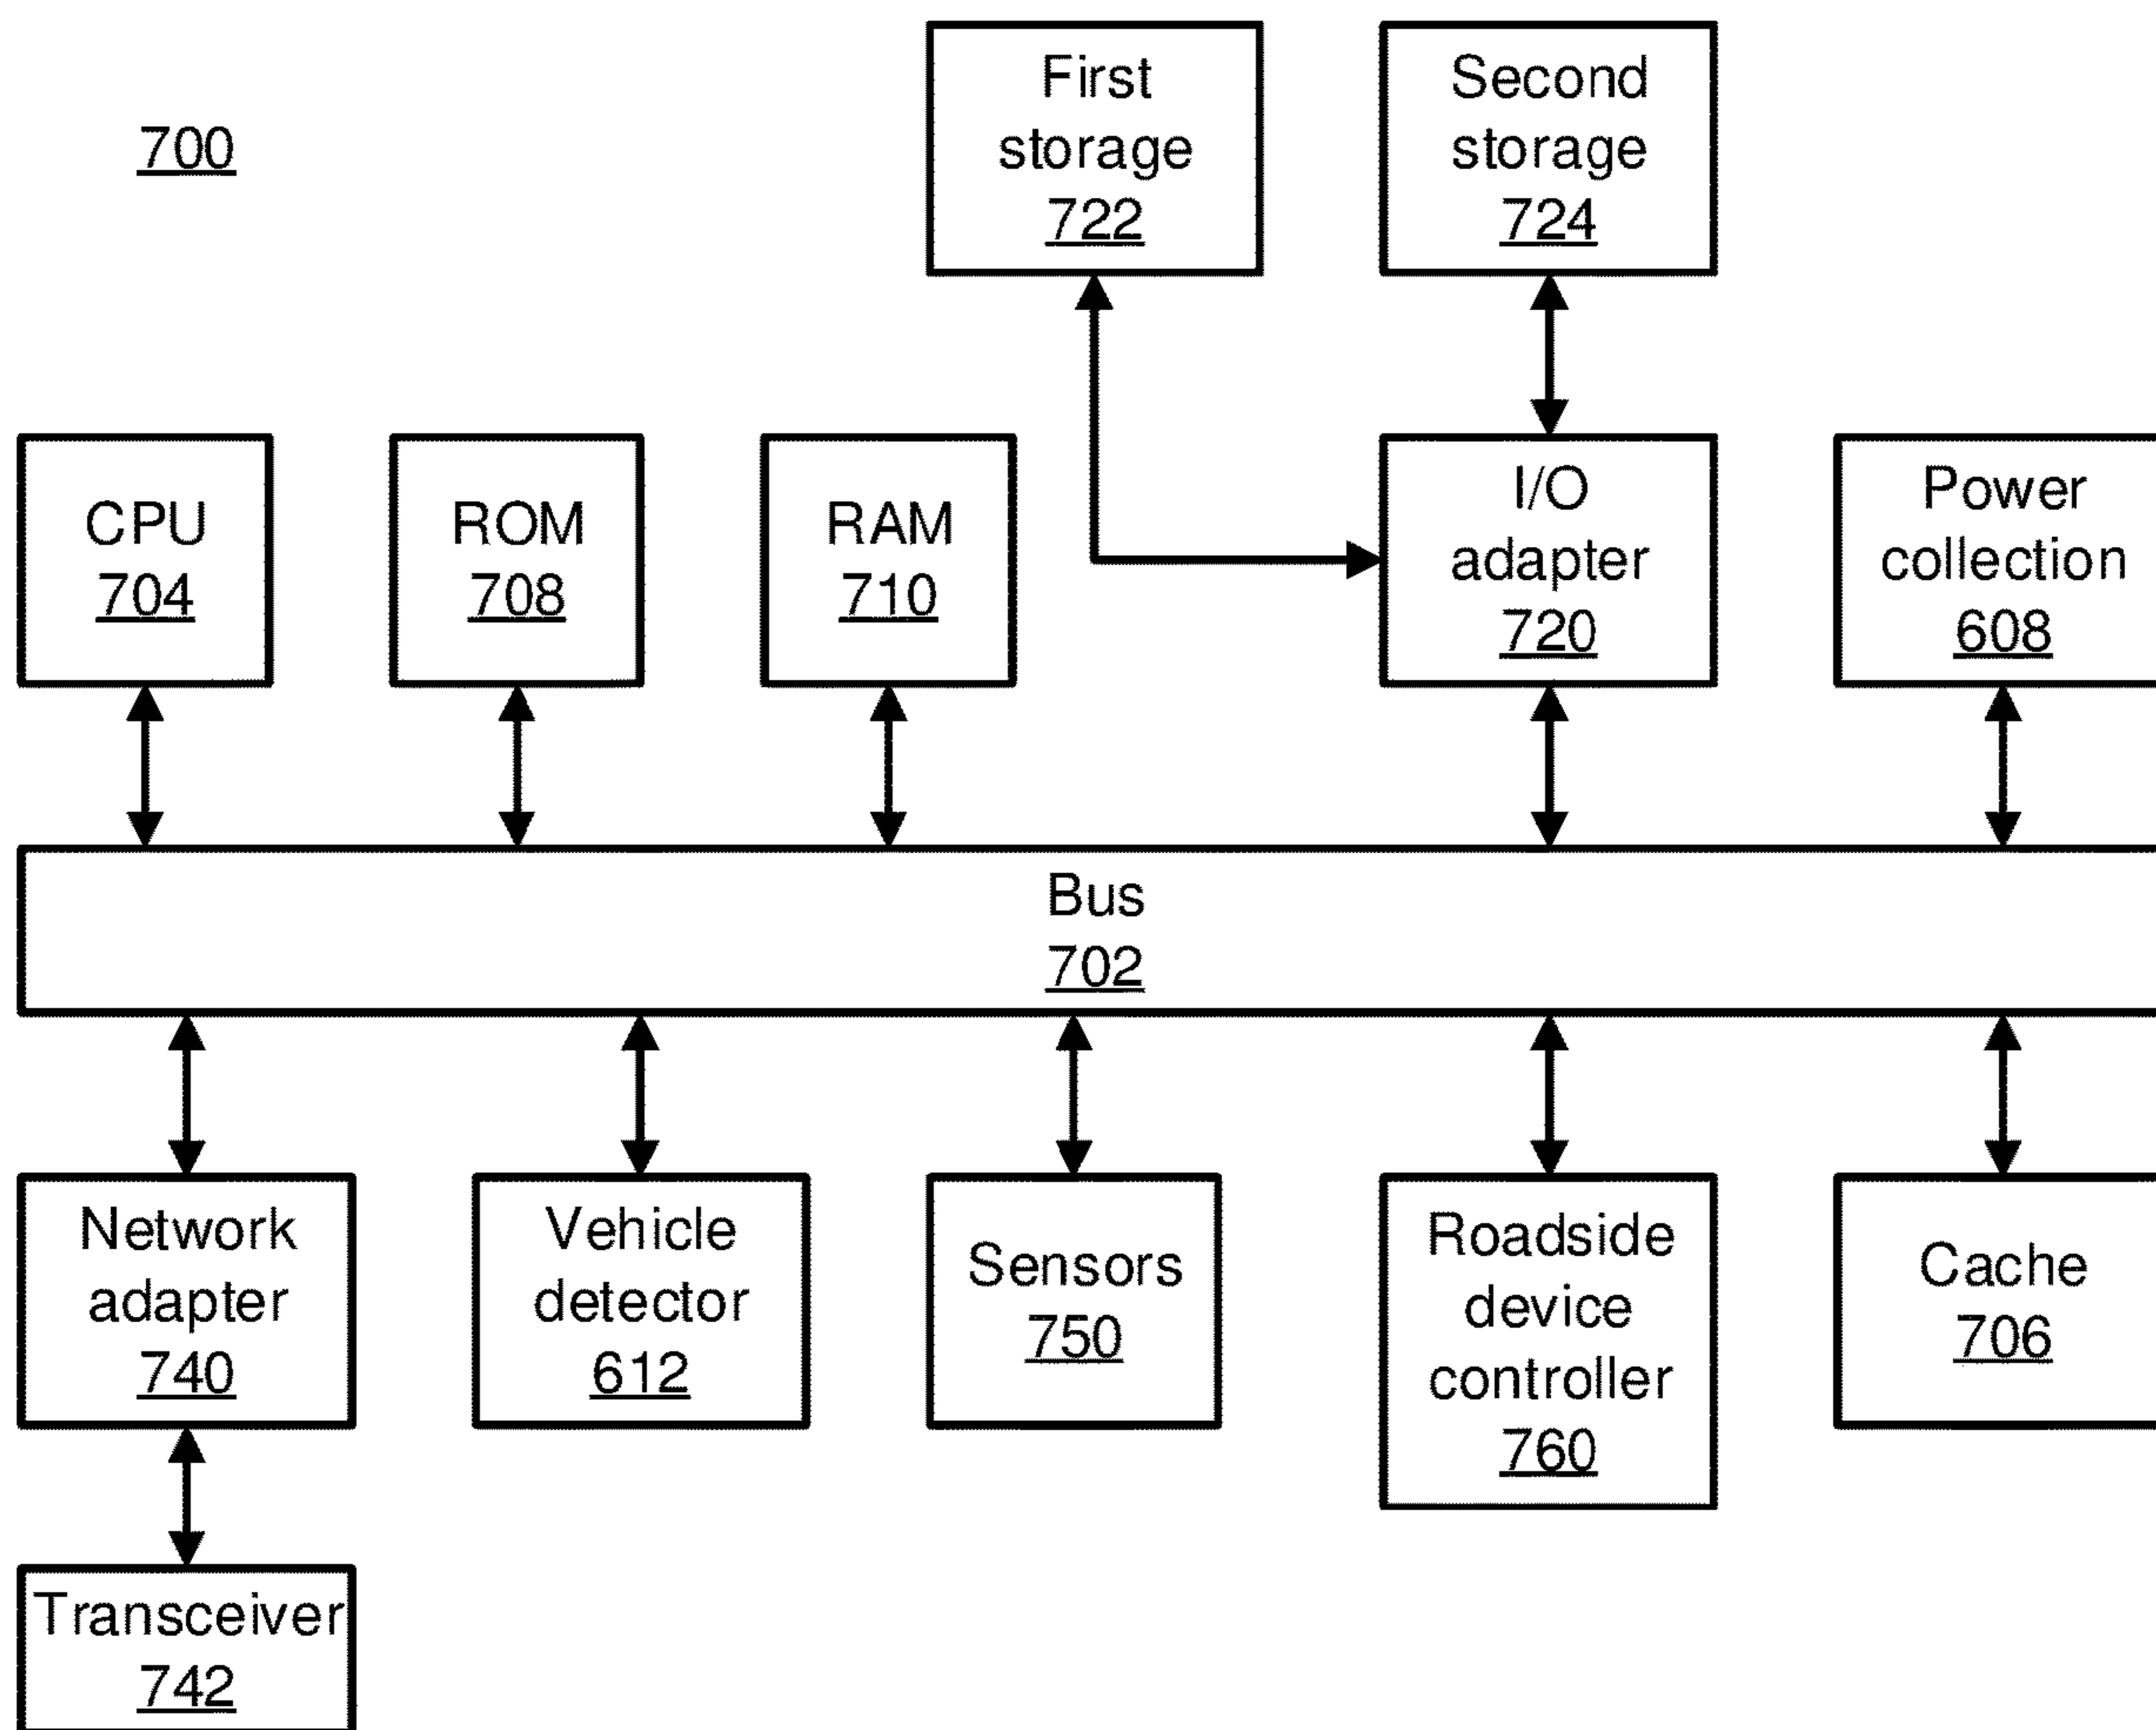 700
First
storage
722
Second
storage
724
CPU
704
ROM
708
RAM
710
I/O
adapter
720
Power
collection
608
Bus
702
Network
adapter
740
Vehicle
detector
612
Sensors
750
Roadside
device
controller
760
Cache
706
Transceiver
742